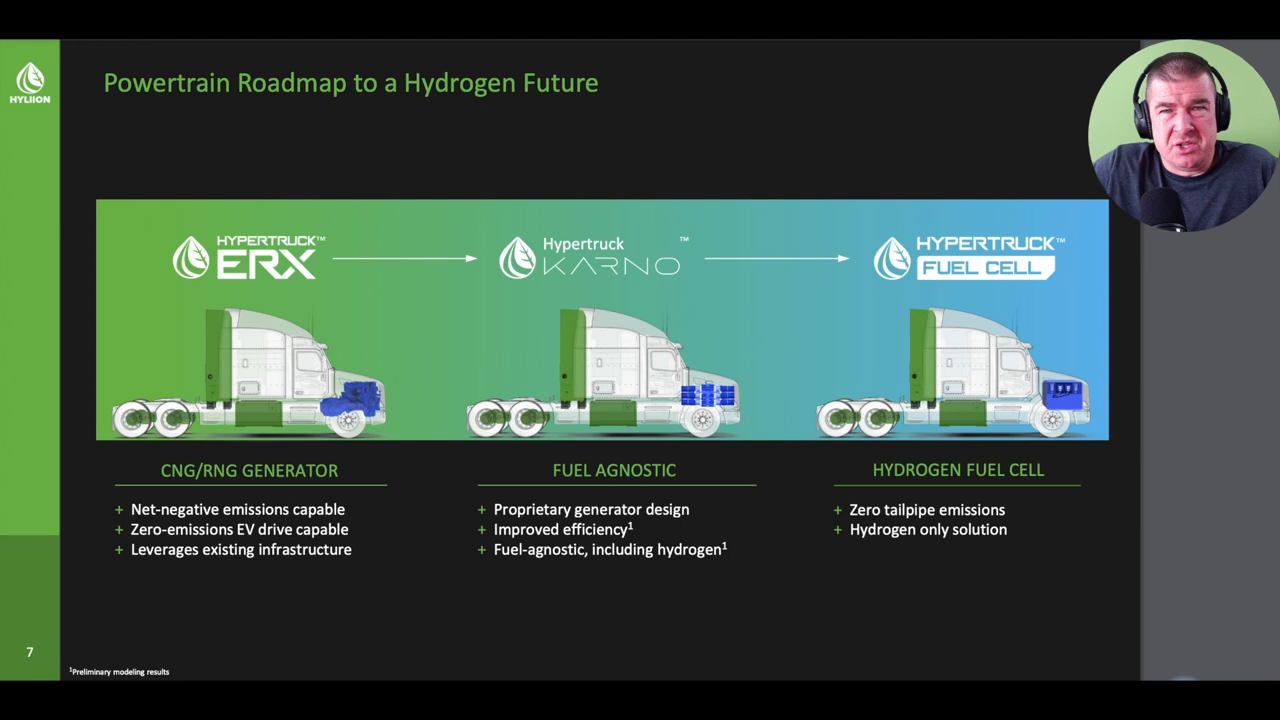 HYLIION
Powertrain Roadmap to a Hydrogen Future
HYPERTRUCK™
ERX
Hypertruck ™
KARNO
HYPERTRUCK™
FUEL CELL
CNG/RNG GENERATOR
+ Net-negative emissions capable
+ Zero-emissions EV drive capable
+ Leverages existing infrastructure
FUEL AGNOSTIC
+ Proprietary generator design
+ Improved efficiency¹
+ Fuel-agnostic, including hydrogen¹
HYDROGEN FUEL CELL
+ Zero tailpipe emissions
+ Hydrogen only solution
7
¹Preliminary modeling results